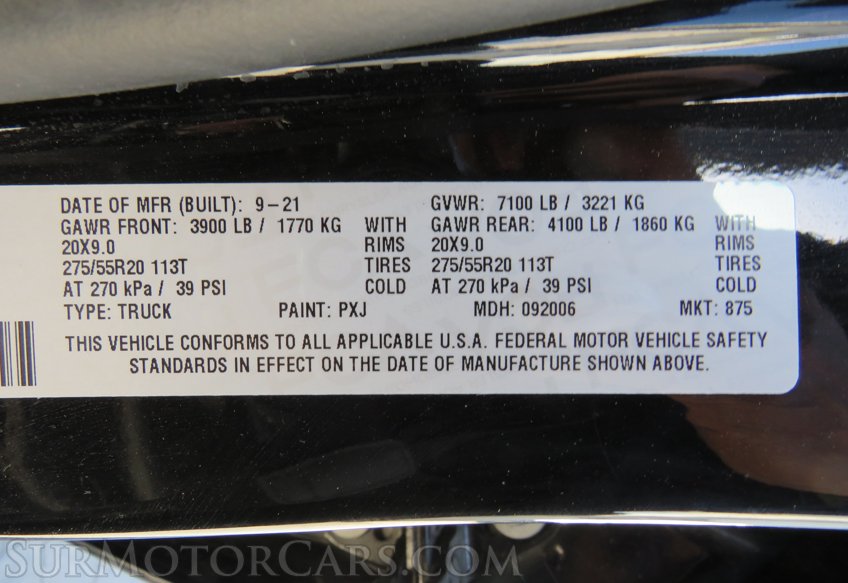 DATE OF MFR (BUILT): 9-21 GVWR: 7100 LB / 3221 KG
GAWR FRONT: 3900 LB / 1770 KG WITH GAWR REAR: 4100 LB / 1860 KG WITH
20X9.0 RIMS 20X9.0 RIMS
275/55R20 113T TIRES 275/55R20 113T TIRES
AT 270 kPa / 39 PSI COLD AT 270 kPa / 39 PSI COLD
TYPE: TRUCK PAINT: PXJ MDH: 092006 MKT: 875
THIS VEHICLE CONFORMS TO ALL APPLICABLE U.S.A. FEDERAL MOTOR VEHICLE SAFETY
STANDARDS IN EFFECT ON THE DATE OF MANUFACTURE SHOWN ABOVE.
SurMotorCars.com